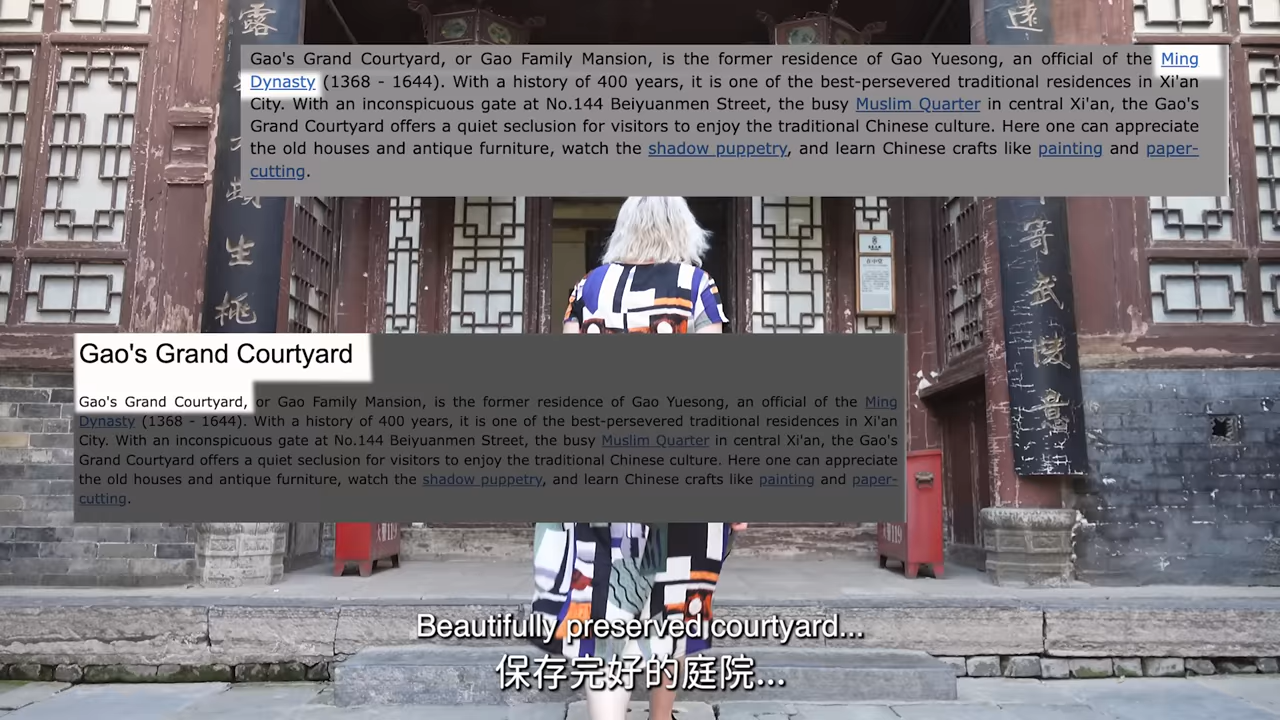 Gao's Grand Courtyard, or Gao Family Mansion, is the former residence of Gao Yuesong, an official of the Ming
Dynasty (1368 - 1644). With a history of 400 years, it is one of the best-persevered traditional residences in Xi'an
City. With an inconspicuous gate at No.144 Beiyuanmen Street, the busy Muslim Quarter in central Xi'an, the Gao's
Grand Courtyard offers a quiet seclusion for visitors to enjoy the traditional Chinese culture. Here one can appreciate
the old houses and antique furniture, watch the shadow puppetry, and learn Chinese crafts like painting and paper-
cutting.
露
生
桃
遠
寄
武
陵
意
Gao's Grand Courtyard
Gao's Grand Courtyard, or Gao Family Mansion, is the former residence of Gao Yuesong, an official of the Ming
Dynasty (1368 - 1644). With a history of 400 years, it is one of the best-persevered traditional residences in Xi'an
City. With an inconspicuous gate at No.144 Beiyuanmen Street, the busy Muslim Quarter in central Xi'an, the Gao's
Grand Courtyard offers a quiet seclusion for visitors to enjoy the traditional Chinese culture. Here one can appreciate
the old houses and antique furniture, watch the shadow puppetry, and learn Chinese crafts like painting and paper-
cutting.
Beautifully preserved courtyard...
保存完好的庭院...